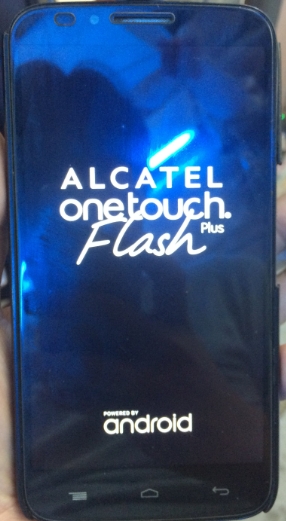 ALCATEL
onetouch.
Flash Plus
POWERED BY
android